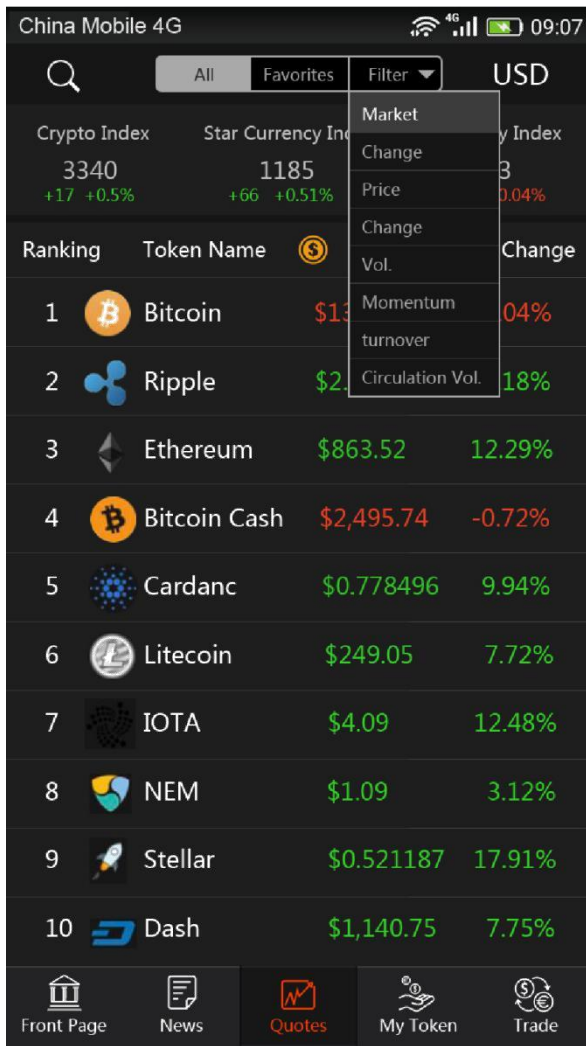 China Mobile 4G 4G 09:07
All Favorites Filter USD
Market
Change
Price
Change
Vol.
Momentum
turnover
Circulation Vol.
Crypto Index Star Currency y Index
3340 1185 3
+17 +0.5% +66 +0.51% 0.04%
Ranking Token Name Change
1 Bitcoin $13 04%
2 Ripple $2. 18%
3 Ethereum $863.52 12.29%
4 Bitcoin Cash $2,495.74 -0.72%
5 Cardanc $0.778496 9.94%
6 Litecoin $249.05 7.72%
7 IOTA $4.09 12.48%
8 NEM $1.09 3.12%
9 Stellar $0.521187 17.91%
10 Dash $1,140.75 7.75%
Front Page News Quotes My Token Trade